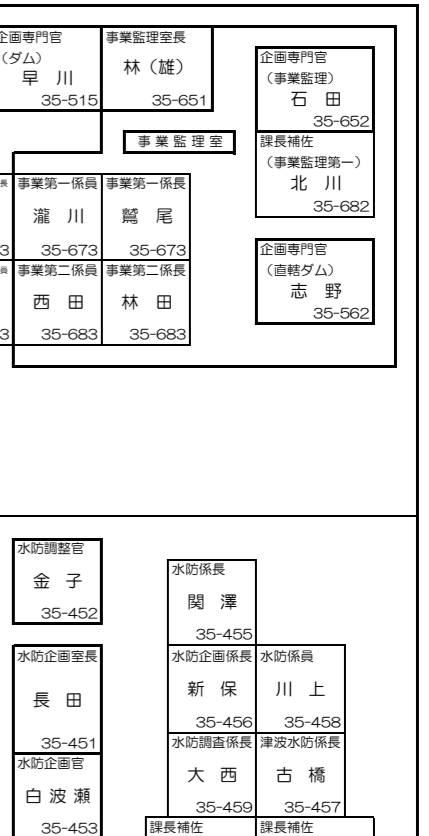 企画専門官
（ダム）
早川
35-515
事業監理室長
林（雄）
35-651
企画専門官
（事業監理）
石田
35-652
事業監理室
課長補佐
（事業監理第一）
北川
35-682
長
3
事業第一係員
瀧川
35-673
事業第一係長
鷲尾
35-673
員
3
事業第二係員
西田
35-683
事業第二係長
林田
35-683
企画専門官
（直轄ダム）
志野
35-562
水防調整官
金子
35-452
水防係長
関澤
35-455
水防企画室長
長田
35-451
水防企画係長
新保
35-456
水防係員
川上
35-458
水防企画官
白波瀬
35-453
水防調査係長
大西
35-459
津波水防係長
古橋
35-457
課長補佐
課長補佐